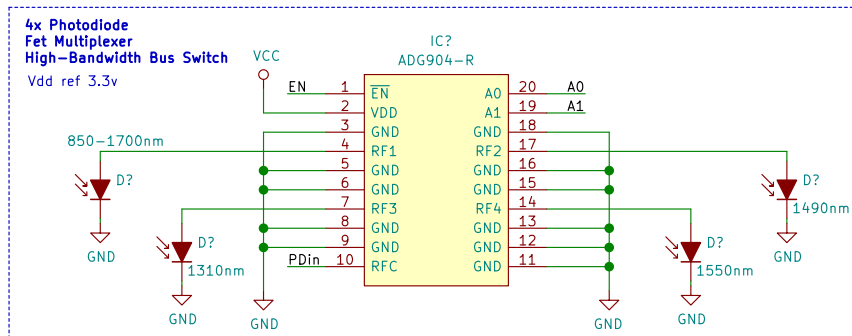 4x Photodiode
Fet Multiplexer
High-Bandwidth Bus Switch
Vdd ref 3.3v
VCC
IC?
ADG904-R
EN 1 EN A0 20 A0
2 VDD A1 19 A1
3 GND GND 18
850-1700nm 4 RF1 RF2 17
5 GND GND 16
6 GND GND 15
7 RF3 RF4 14
8 GND GND 13
9 GND GND 12
PDin 10 RFC GND 11
D?
GND
D?
1310nm
GND
GND
D?
1490nm
GND
D?
1550nm
GND
GND